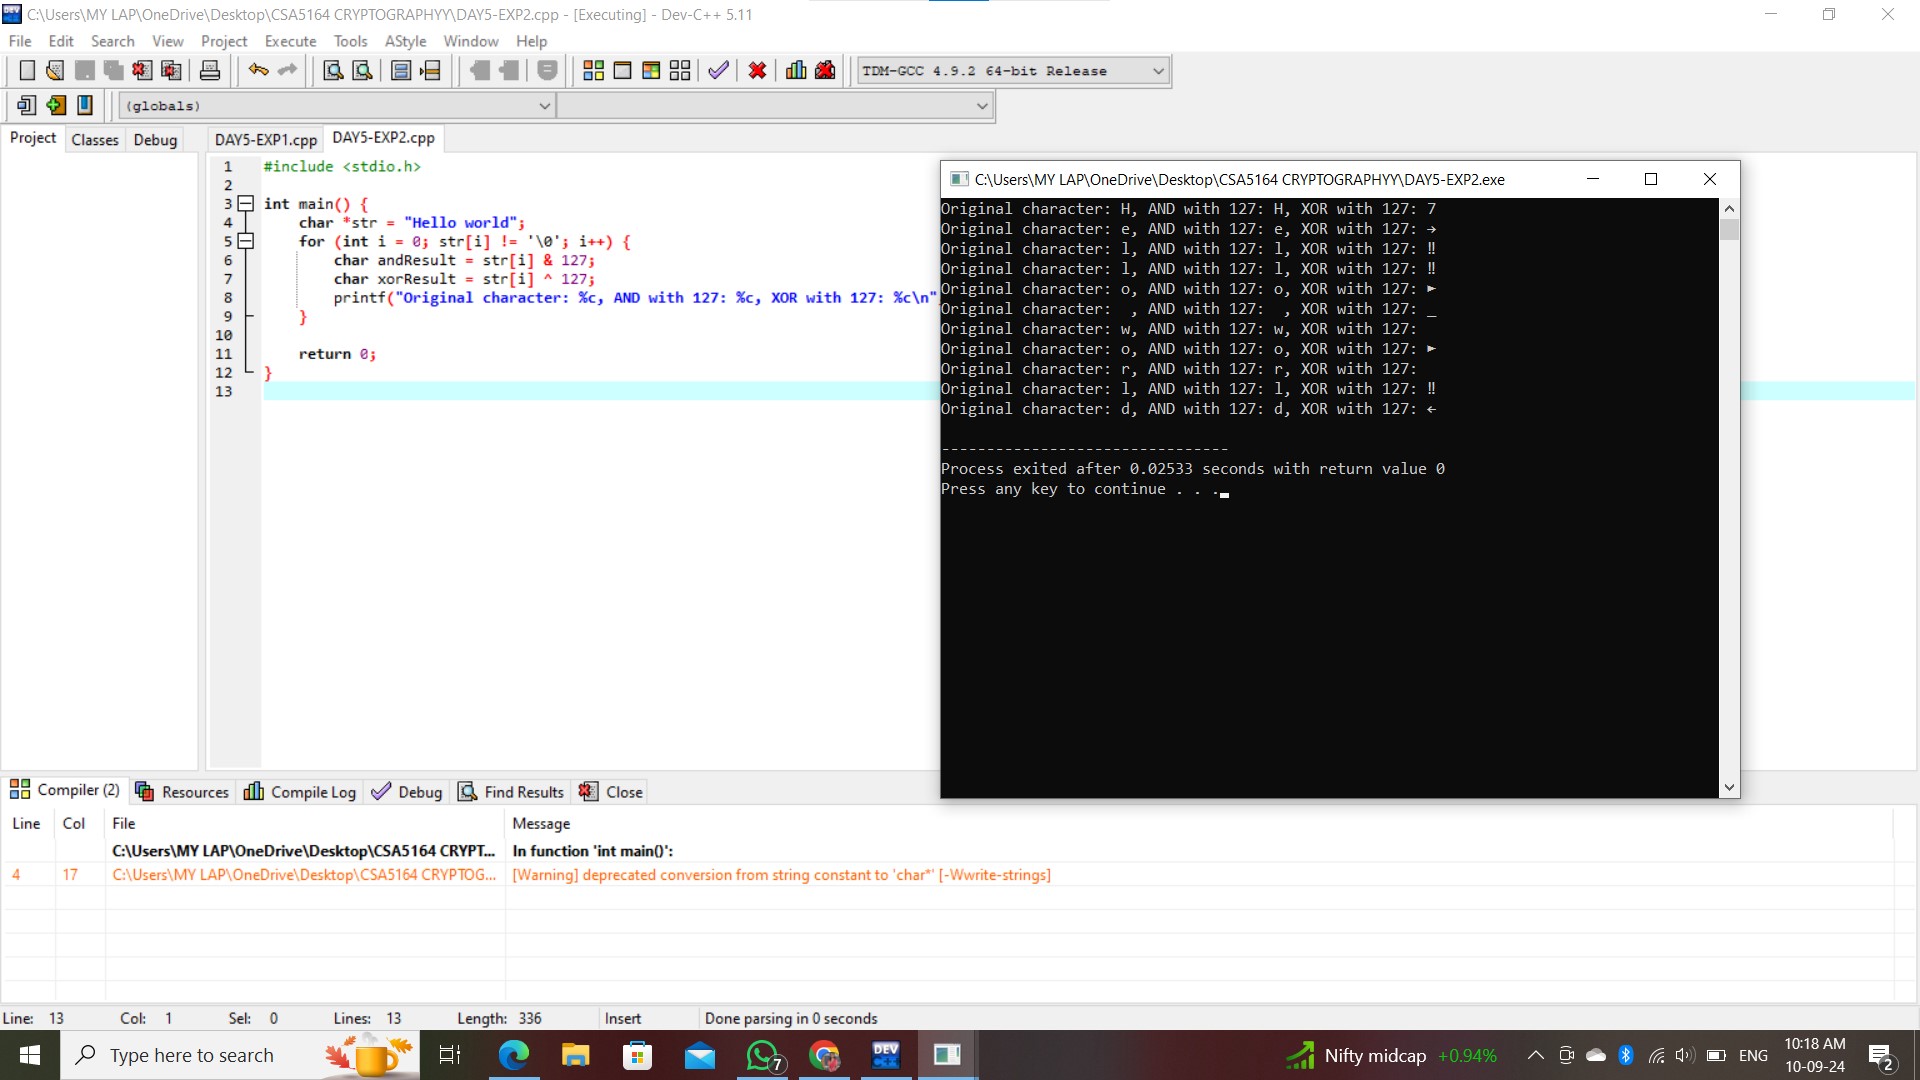 C:\Users\MY LAP\OneDrive\Desktop\CSA5164 CRYPTOGRAPHYY\DAY5-EXP2.cpp - [Executing] - Dev-C++ 5.11
File Edit Search View Project Execute Tools AStyle Window Help
TDM-GCC 4.9.2 64-bit Release
(globals)
Project Classes Debug DAY5-EXP1.cpp DAY5-EXP2.cpp
1 #include <stdio.h>
2
3 int main() {
4 char *str = "Hello world";
5 for (int i = 0; str[i] != '\0'; i++) {
6 char andResult = str[i] & 127;
7 char xorResult = str[i] ^ 127;
8 printf("Original character: %c, AND with 127: %c, XOR with 127: %c\n"
9 }
10
11 return 0;
12 }
13
C:\Users\MY LAP\OneDrive\Desktop\CSA5164 CRYPTOGRAPHYY\DAY5-EXP2.exe
Original character: H, AND with 127: H, XOR with 127: 7
Original character: e, AND with 127: e, XOR with 127: →
Original character: l, AND with 127: l, XOR with 127: ‼
Original character: l, AND with 127: l, XOR with 127: ‼
Original character: o, AND with 127: o, XOR with 127: ►
Original character:  , AND with 127:  , XOR with 127: _
Original character: w, AND with 127: w, XOR with 127:
Original character: o, AND with 127: o, XOR with 127: ►
Original character: r, AND with 127: r, XOR with 127:
Original character: l, AND with 127: l, XOR with 127: ‼
Original character: d, AND with 127: d, XOR with 127: ←
--------------------------------
Process exited after 0.02533 seconds with return value 0
Press any key to continue . . .
Compiler (2) Resources Compile Log Debug Find Results Close
Line Col File Message
C:\Users\MY LAP\OneDrive\Desktop\CSA5164 CRYPT... In function 'int main()':
4 17 C:\Users\MY LAP\OneDrive\Desktop\CSA5164 CRYPTOG... [Warning] deprecated conversion from string constant to 'char*' [-Wwrite-strings]
Line: 13 Col: 1 Sel: 0 Lines: 13 Length: 336 Insert Done parsing in 0 seconds
Type here to search
7
DEV
Nifty midcap +0.94%
ENG
10:18 AM
10-09-24
2